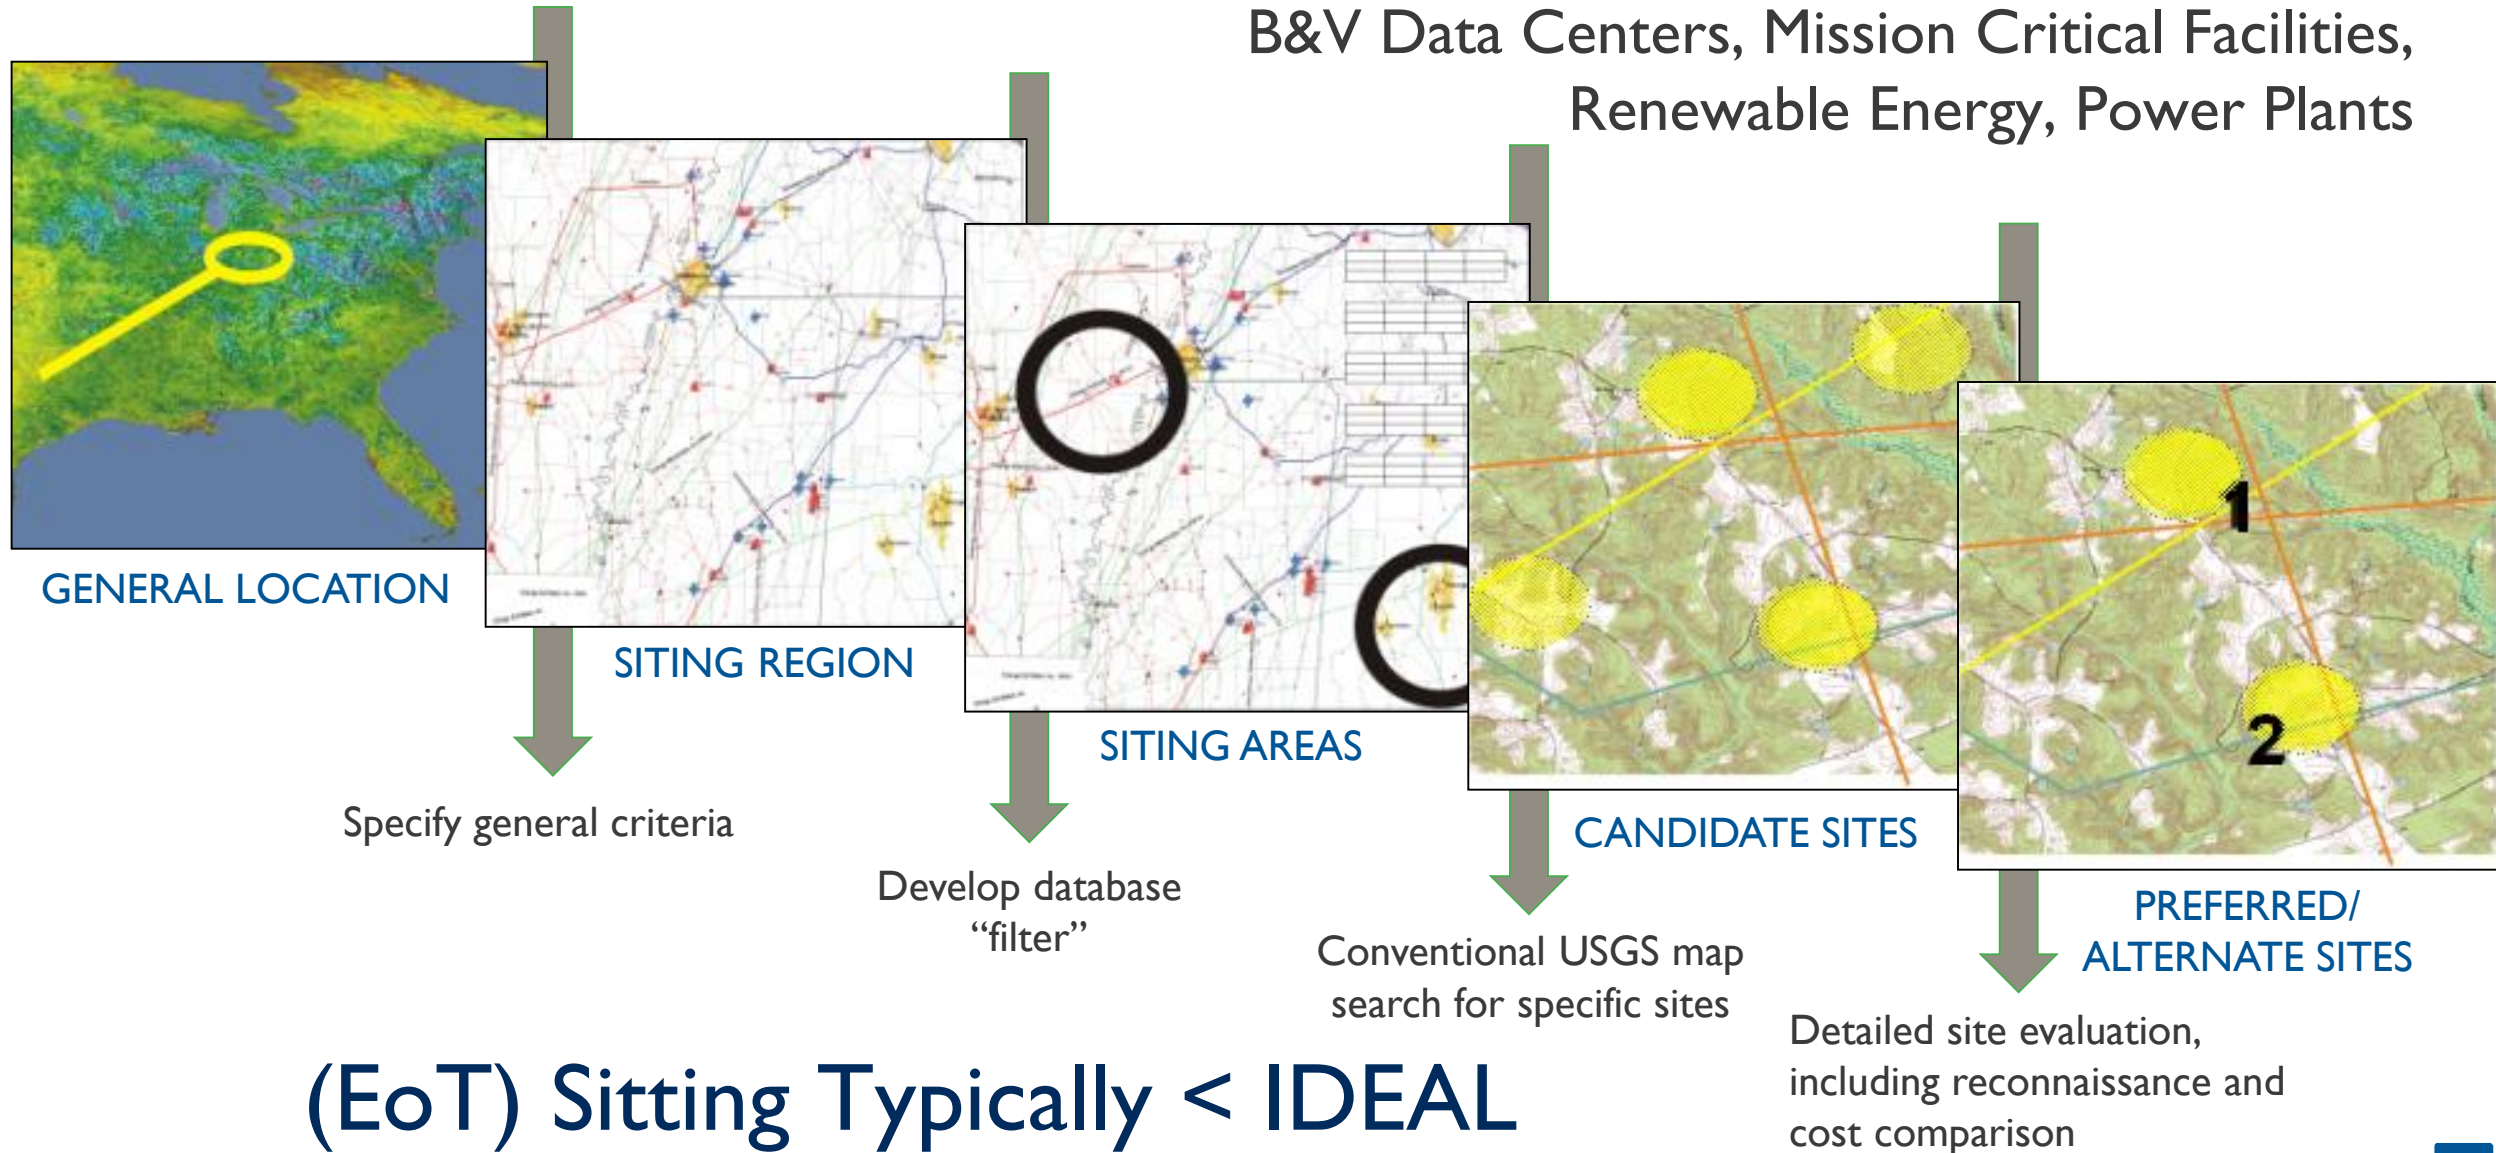 B&V Data Centers, Mission Critical Facilities,
Renewable Energy, Power Plants
GENERAL LOCATION
SITING REGION
SITING AREAS
CANDIDATE SITES
1
2
PREFERRED/
ALTERNATE SITES
Specify general criteria
Develop database
“filter”
Conventional USGS map
search for specific sites
Detailed site evaluation,
including reconnaissance and
cost comparison
(EoT) Sitting Typically < IDEAL